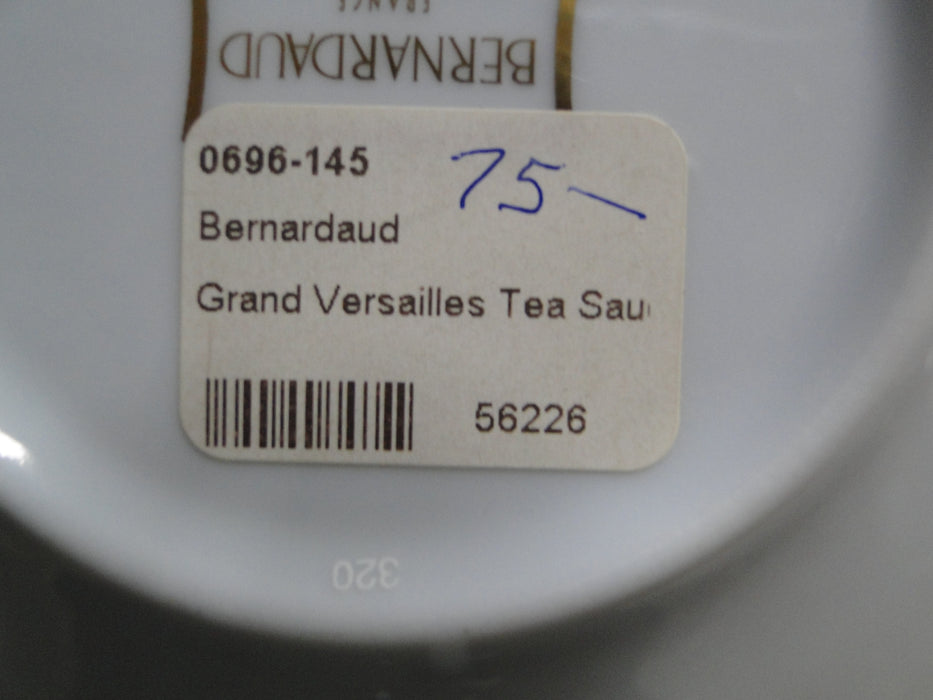 FRANCE
BERNARDAUD
0696-145 75-
Bernardaud
Grand Versailles Tea Sau
56226
320